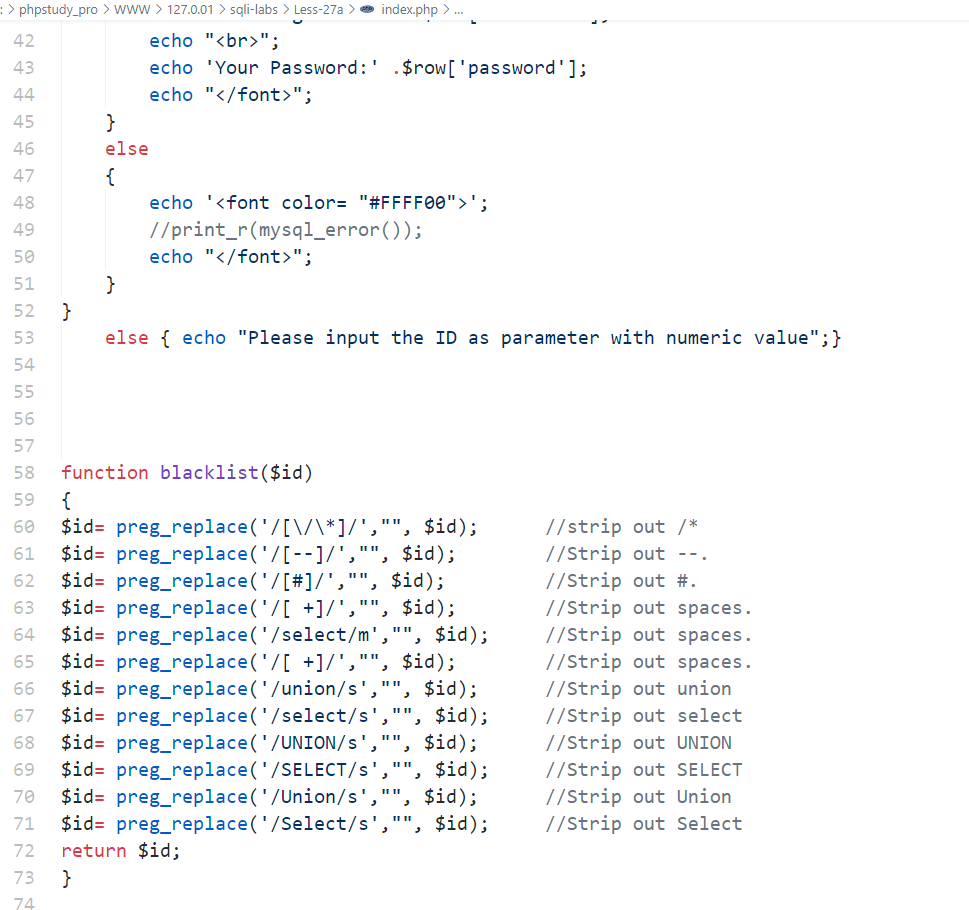 : > phpstudy_pro > WWW > 127.0.01 > sqli-labs > Less-27a > index.php > ...
42 echo "<br>";
43 echo 'Your Password:' .$row['password'];
44 echo "</font>";
45 }
46 else
47 {
48 echo '<font color= "#FFFF00">';
49 //print_r(mysql_error());
50 echo "</font>";
51 }
52 }
53 else { echo "Please input the ID as parameter with numeric value";}
54
55
56
57
58 function blacklist($id)
59 {
60 $id= preg_replace('/[\/\*]/',"", $id); //strip out /*
61 $id= preg_replace('/[--]/',"", $id); //Strip out --.
62 $id= preg_replace('/[#]/',"", $id); //Strip out #.
63 $id= preg_replace('/[ +]/',"", $id); //Strip out spaces.
64 $id= preg_replace('/select/m',"", $id); //Strip out spaces.
65 $id= preg_replace('/[ +]/',"", $id); //Strip out spaces.
66 $id= preg_replace('/union/s',"", $id); //Strip out union
67 $id= preg_replace('/select/s',"", $id); //Strip out select
68 $id= preg_replace('/UNION/s',"", $id); //Strip out UNION
69 $id= preg_replace('/SELECT/s',"", $id); //Strip out SELECT
70 $id= preg_replace('/Union/s',"", $id); //Strip out Union
71 $id= preg_replace('/Select/s',"", $id); //Strip out Select
72 return $id;
73 }
74